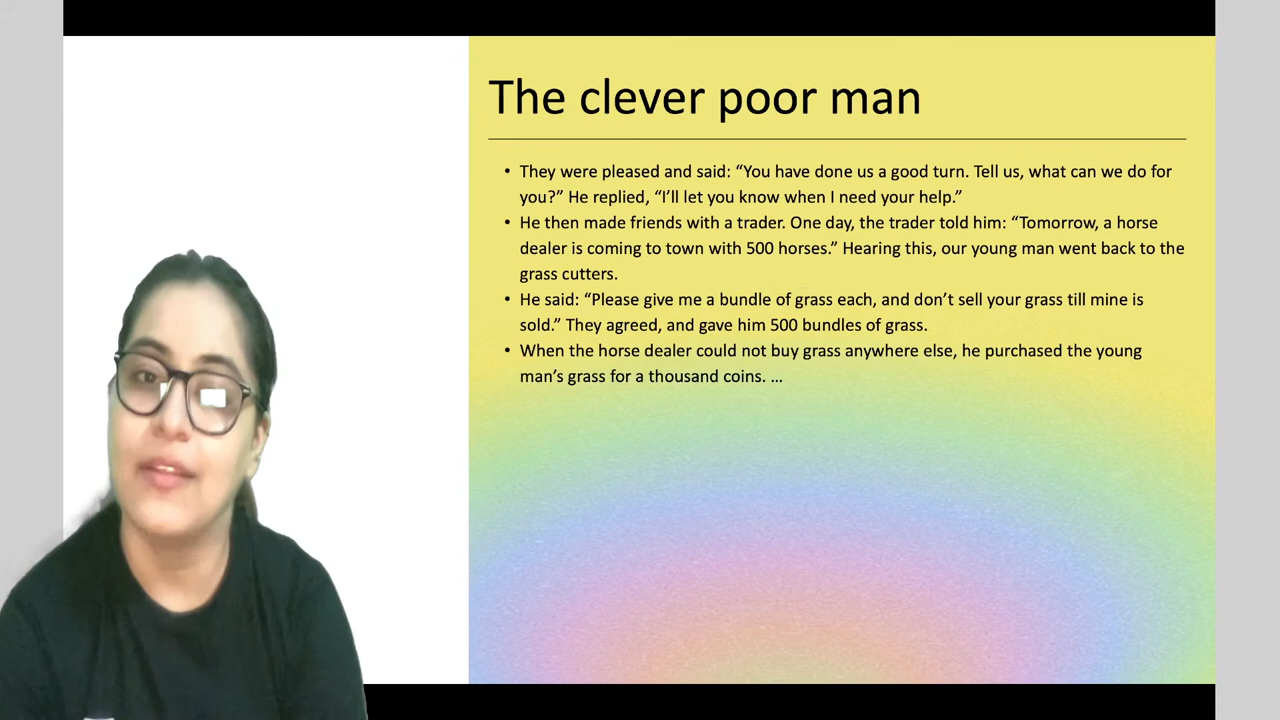 The clever poor man
• They were pleased and said: “You have done us a good turn. Tell us, what can we do for
you?” He replied, “I’ll let you know when I need your help.”
• He then made friends with a trader. One day, the trader told him: “Tomorrow, a horse
dealer is coming to town with 500 horses.” Hearing this, our young man went back to the
grass cutters.
• He said: “Please give me a bundle of grass each, and don’t sell your grass till mine is
sold.” They agreed, and gave him 500 bundles of grass.
• When the horse dealer could not buy grass anywhere else, he purchased the young
man’s grass for a thousand coins. …